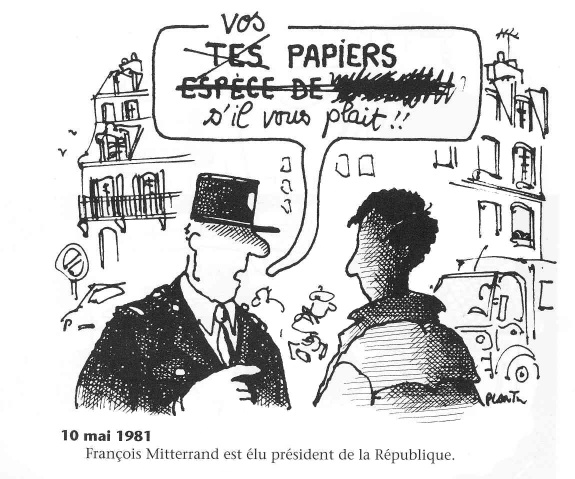 VOS
TES PAPIERS
ESPÈCE DE
s'il vous plait!!
P
PLANTU
10 mai 1981
François Mitterrand est élu président de la République.